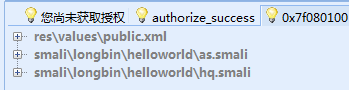 您尚未获取授权 authorize_success 0x7f080100
res\values\public.xml
smali\longbin\helloworld\as.smali
smali\longbin\helloworld\hq.smali